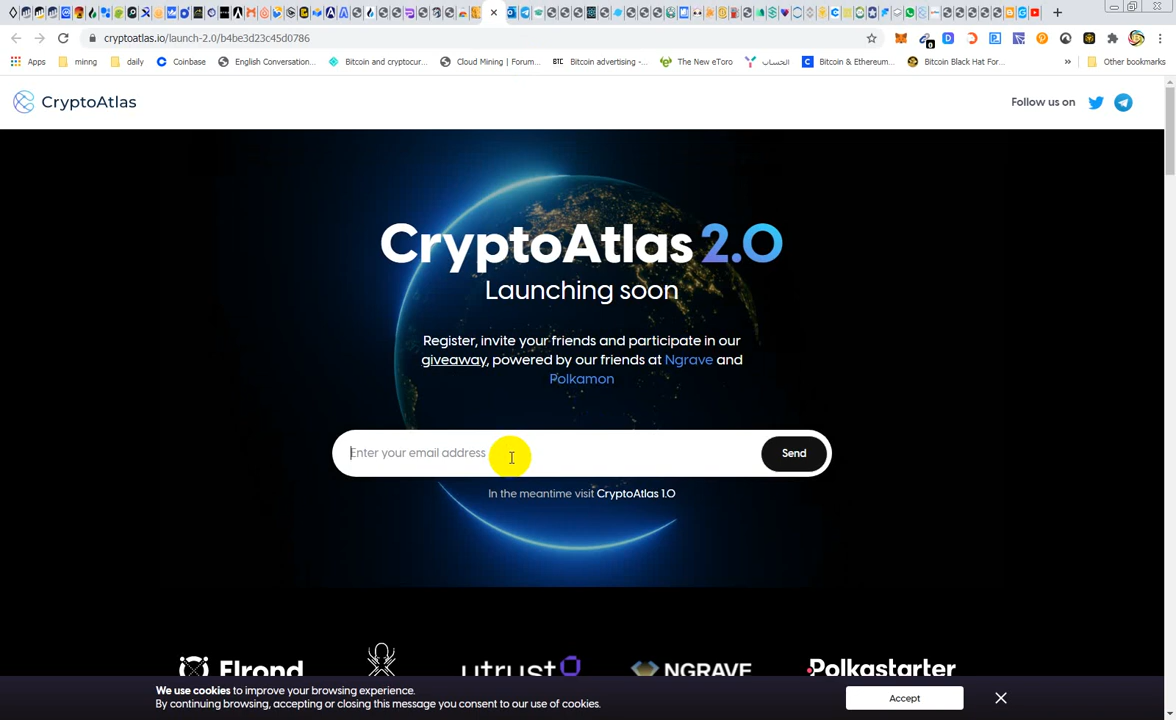 cryptoatlas.io/launch-2.0/b4be3d23c45d0786
Apps
minng
daily
Coinbase
English Conversation...
Bitcoin and cryptocur...
Cloud Mining | Forum...
BTC Bitcoin advertising -...
The New eToro
الحساب
Bitcoin & Ethereum...
Bitcoin Black Hat For...
»
Other bookmarks
CryptoAtlas
Follow us on
CryptoAtlas 2.0
Launching soon
Register, invite your friends and participate in our
giveaway, powered by our friends at Ngrave and
Polkamon
Enter your email address
Send
In the meantime visit CryptoAtlas 1.0
Elrond
utrust
NGRAVE
Polkastarter
We use cookies to improve your browsing experience.
By continuing browsing, accepting or closing this message you consent to our use of cookies.
Accept